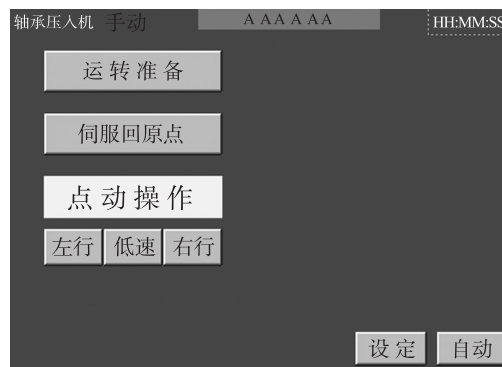 轴承压入机 手动 A AA A AA HH:MM:SS
运转准备
伺服回原点
点动操作
左行 低速 右行
设定 自动